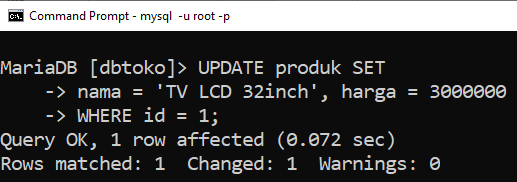 Command Prompt - mysql  -u root -p
MariaDB [dbtoko]> UPDATE produk SET
    -> nama = 'TV LCD 32inch', harga = 3000000
    -> WHERE id = 1;
Query OK, 1 row affected (0.072 sec)
Rows matched: 1  Changed: 1  Warnings: 0